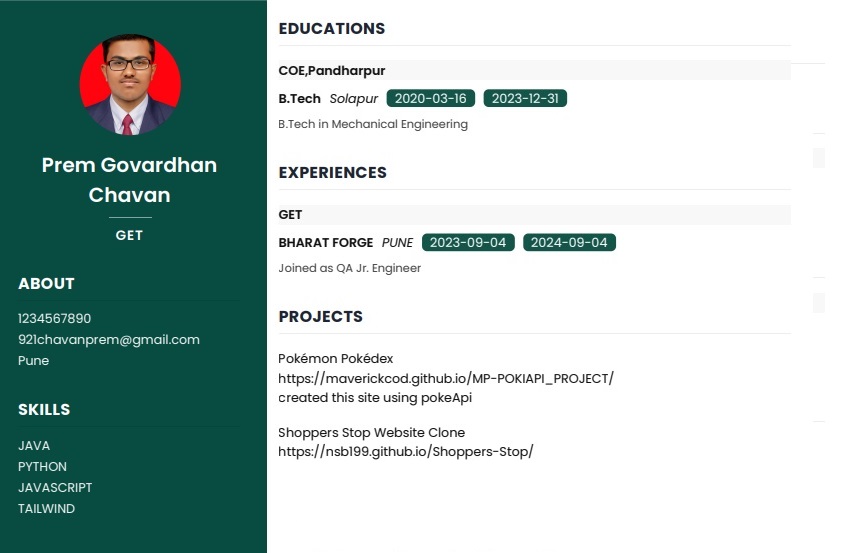 Prem Govardhan
Chavan
GET
ABOUT
1234567890
921chavanprem@gmail.com
Pune
SKILLS
JAVA
PYTHON
JAVASCRIPT
TAILWIND
EDUCATIONS
COE,Pandharpur
B.Tech Solapur 2020-03-16 2023-12-31
B.Tech in Mechanical Engineering
EXPERIENCES
GET
BHARAT FORGE PUNE 2023-09-04 2024-09-04
Joined as QA Jr. Engineer
PROJECTS
Pokémon Pokédex
https://maverickcod.github.io/MP-POKIAPI_PROJECT/
created this site using pokeApi
Shoppers Stop Website Clone
https://nsb199.github.io/Shoppers-Stop/